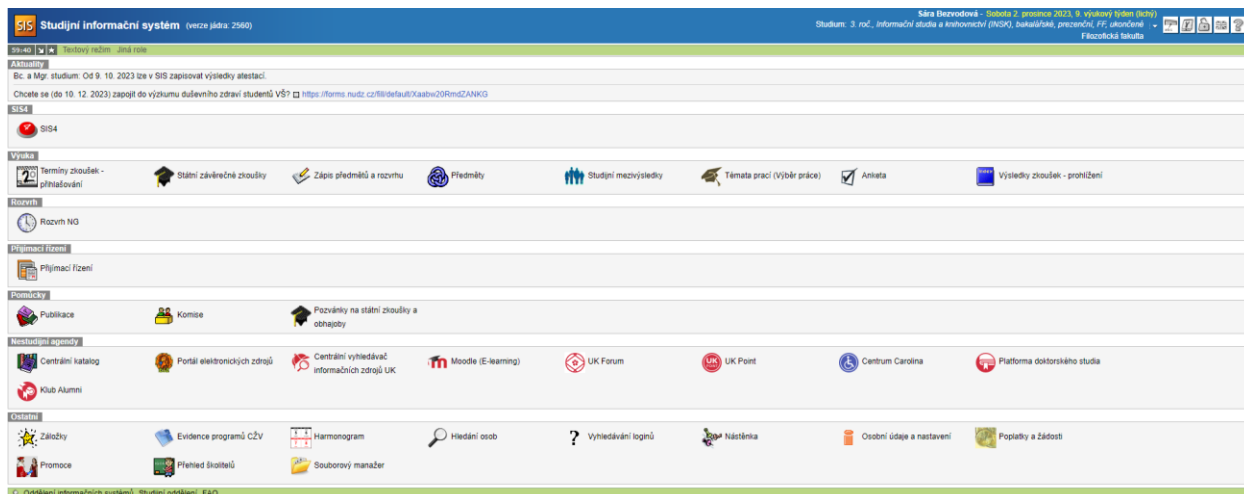 SIS Studijní informační systém (verze jádra: 2560)
Sára Bezvodová - Sobota 2. prosince 2023, 9. výukový týden (lichý)
Studium: 3. roč., Informační studia a knihovnictví (INSK), bakalářské, prezenční, FF, ukončené
Filozofická fakulta
59:40 Textový režim Jiná role
Aktuality
Bc. a Mgr. studium: Od 9. 10. 2023 lze v SIS zapisovat výsledky atestací.
Chcete se (do 10. 12. 2023) zapojit do výzkumu duševního zdraví studentů VŠ? https://forms.nudz.cz/fill/default/Xaabw20RmdZANKG
SIS4
SIS4
Výuka
Termíny zkoušek - přihlašování
Státní závěrečné zkoušky
Zápis předmětů a rozvrhu
Předměty
Studijní mezivýsledky
Témata prací (Výběr práce)
Anketa
Výsledky zkoušek - prohlížení
Rozvrh
Rozvrh NG
Přijímací řízení
Přijímací řízení
Pomůcky
Publikace
Komise
Pozvánky na státní zkoušky a obhajoby
Nestudijní agendy
Centrální katalog
Portál elektronických zdrojů
Centrální vyhledávač informačních zdrojů UK
Moodle (E-learning)
UK Forum
UK Point
Centrum Carolina
Platforma doktorského studia
Klub Alumni
Ostatní
Záložky
Evidence programů CŽV
Harmonogram
Hledání osob
Vyhledávání loginů
Nástěnka
Osobní údaje a nastavení
Poplatky a žádosti
Promoce
Přehled školitelů
Souborový manažer
Oddělení informačních systémů Studijní oddělení FAQ